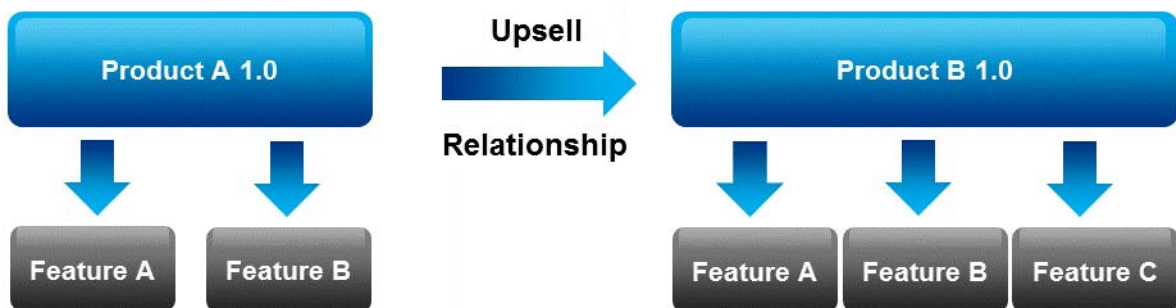 Product A 1.0
Upsell
Relationship
Product B 1.0
Feature A
Feature B
Feature A
Feature B
Feature C